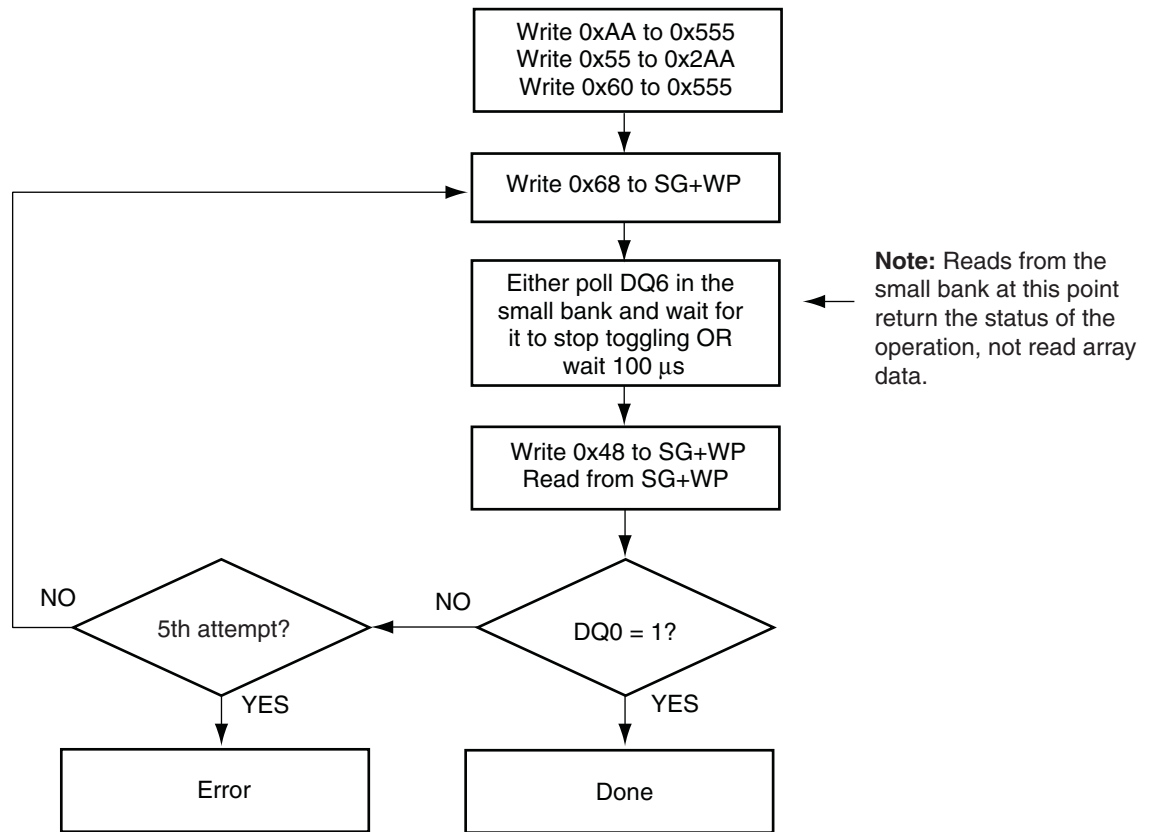 Write 0xAA to 0x555
Write 0x55 to 0x2AA
Write 0x60 to 0x555
Write 0x68 to SG+WP
Either poll DQ6 in the
small bank and wait for
it to stop toggling OR
wait 100 μs
Note: Reads from the
small bank at this point
return the status of the
operation, not read array
data.
Write 0x48 to SG+WP
Read from SG+WP
NO
5th attempt?
NO
DQ0 = 1?
YES
YES
Error
Done